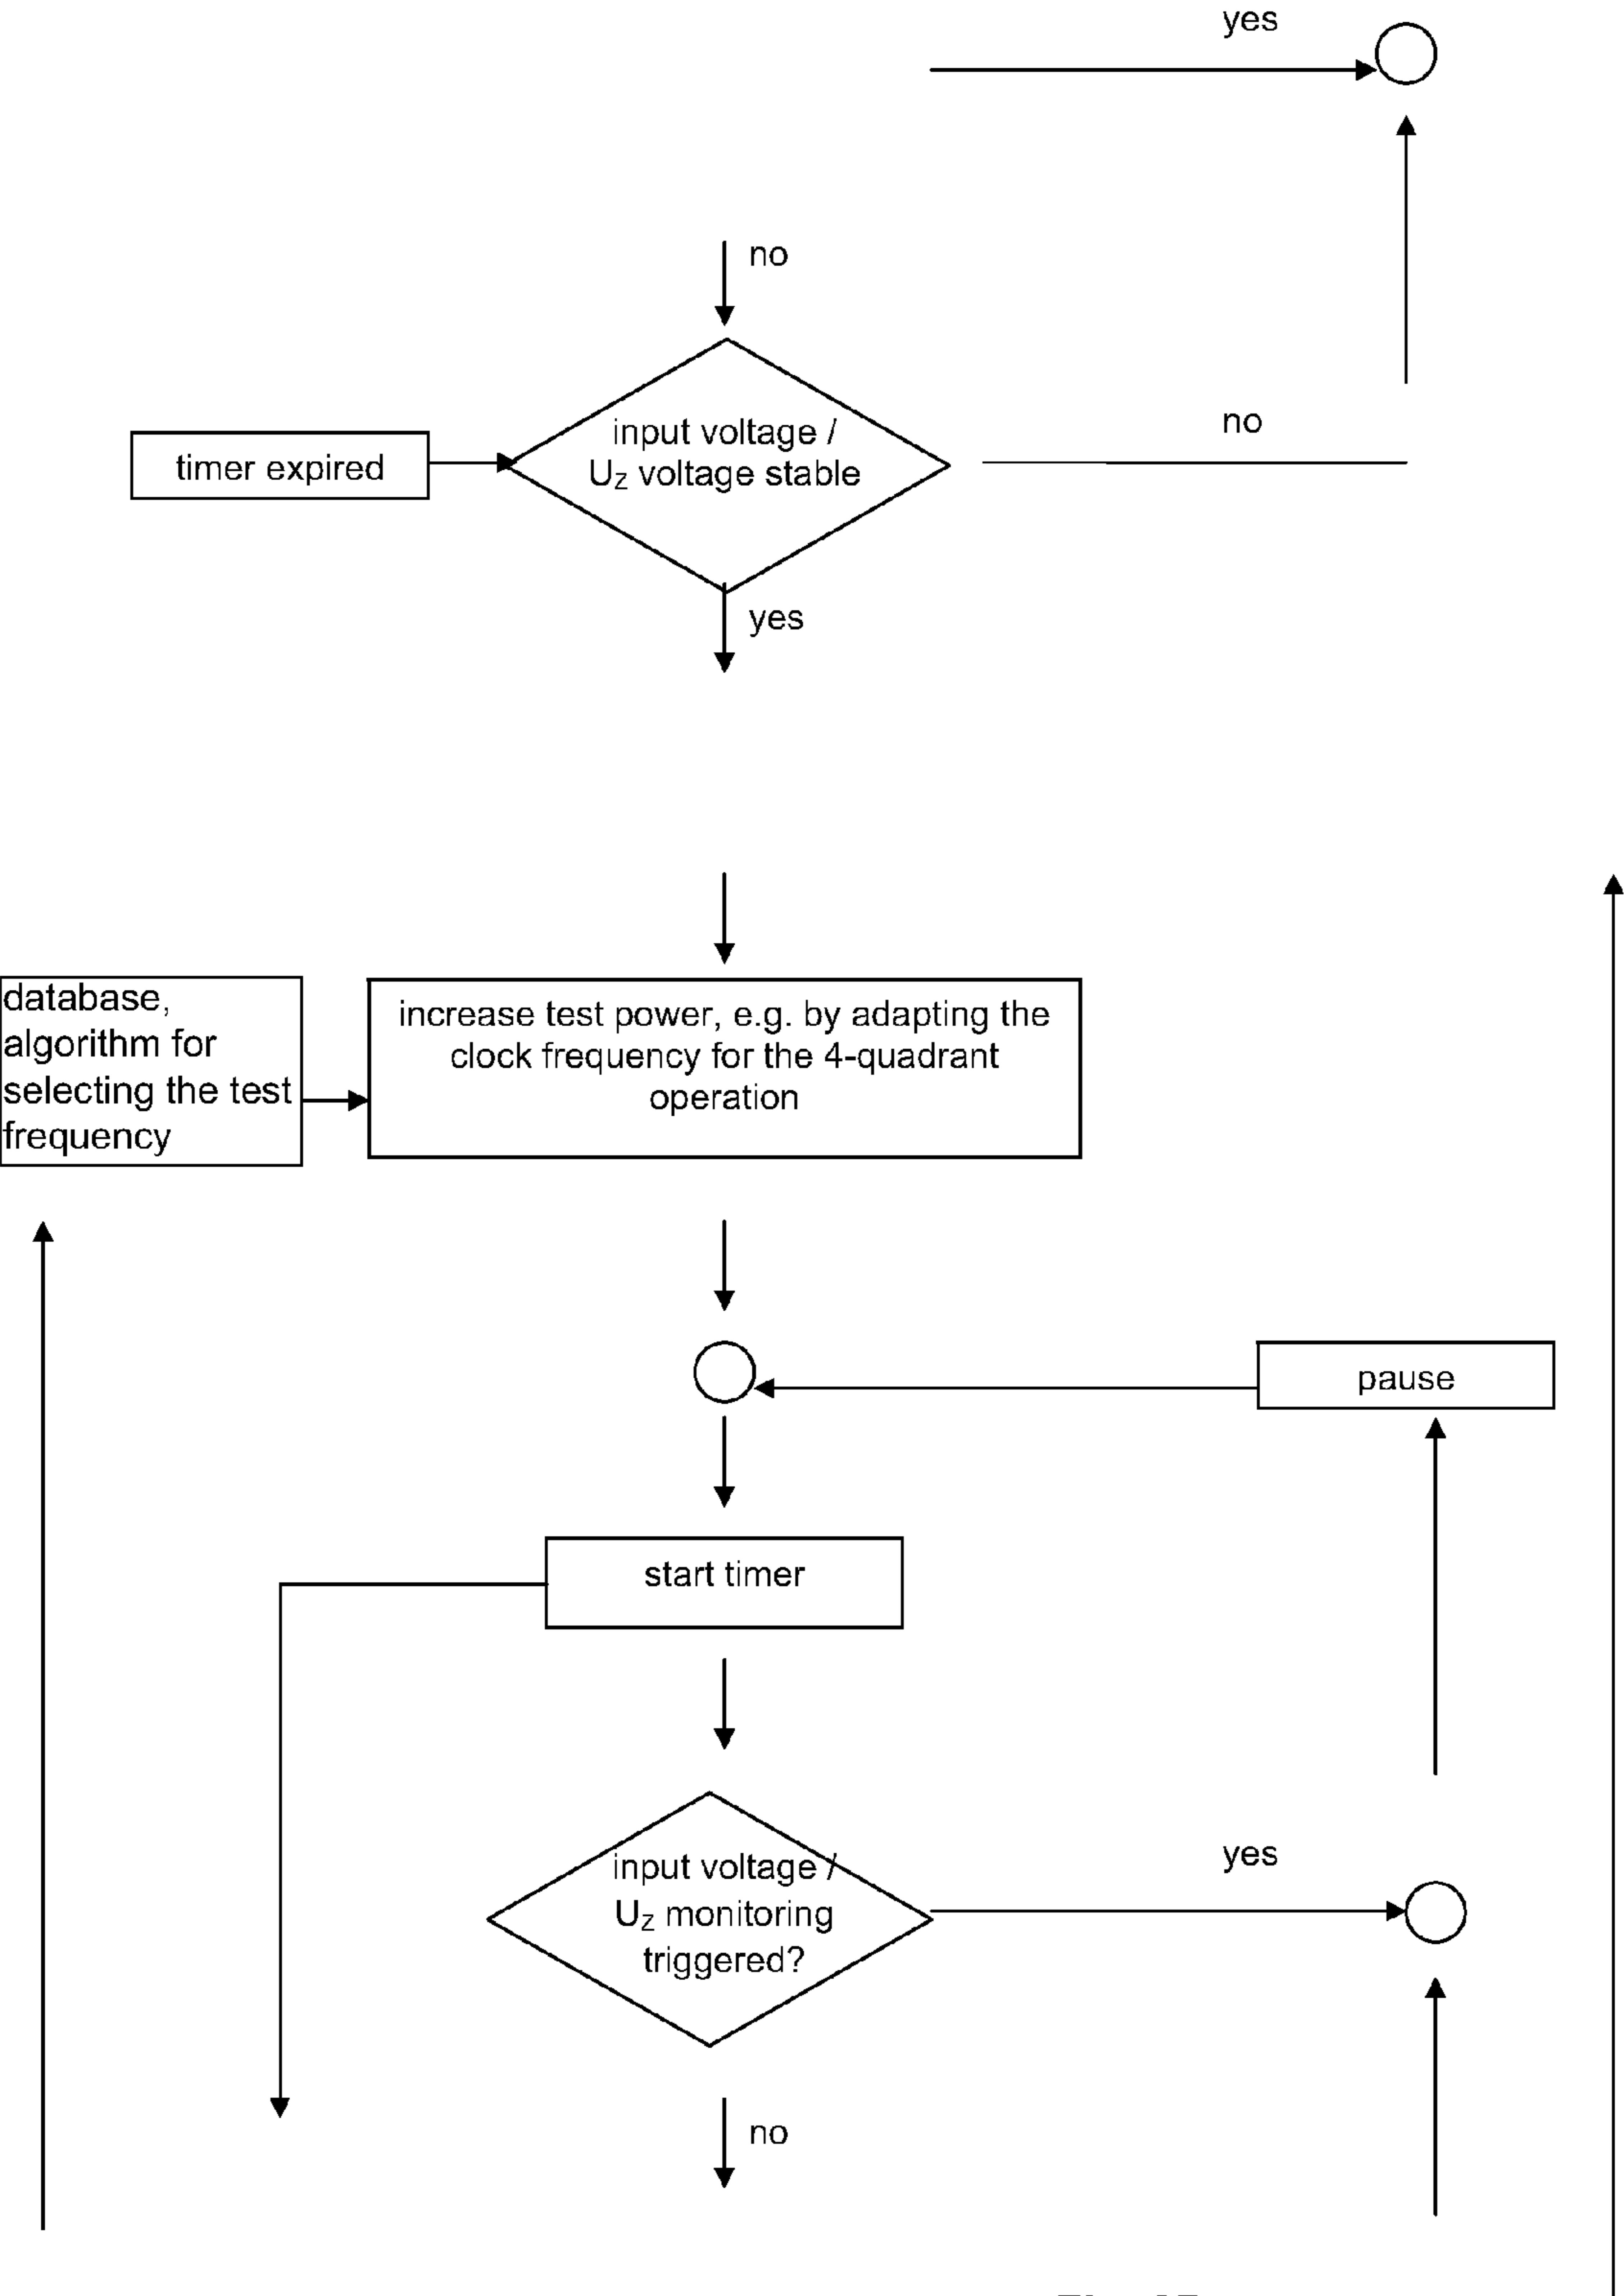 yes
no
input voltage /
timer expired
U_Z voltage stable
no
yes
database,
algorithm for
selecting the test
frequency
increase test power, e.g. by adapting the
clock frequency for the 4-quadrant
operation
pause
start timer
input voltage /
U_Z monitoring
triggered?
yes
no